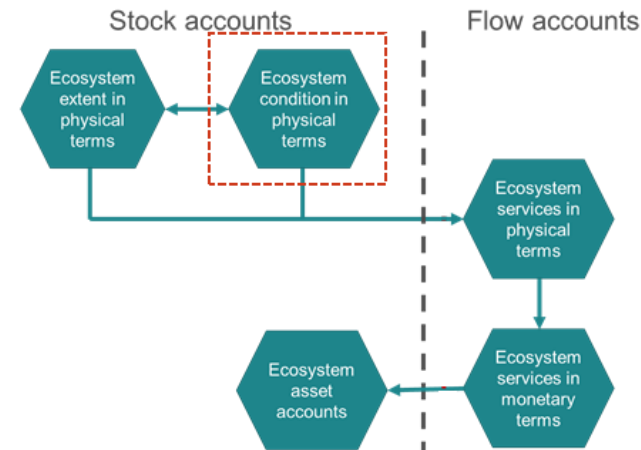 Stock accounts
Flow accounts
Ecosystem
extent in
physical
terms
Ecosystem
condition in
physical
terms
Ecosystem
services in
physical
terms
Ecosystem
asset
accounts
Ecosystem
services in
monetary
terms